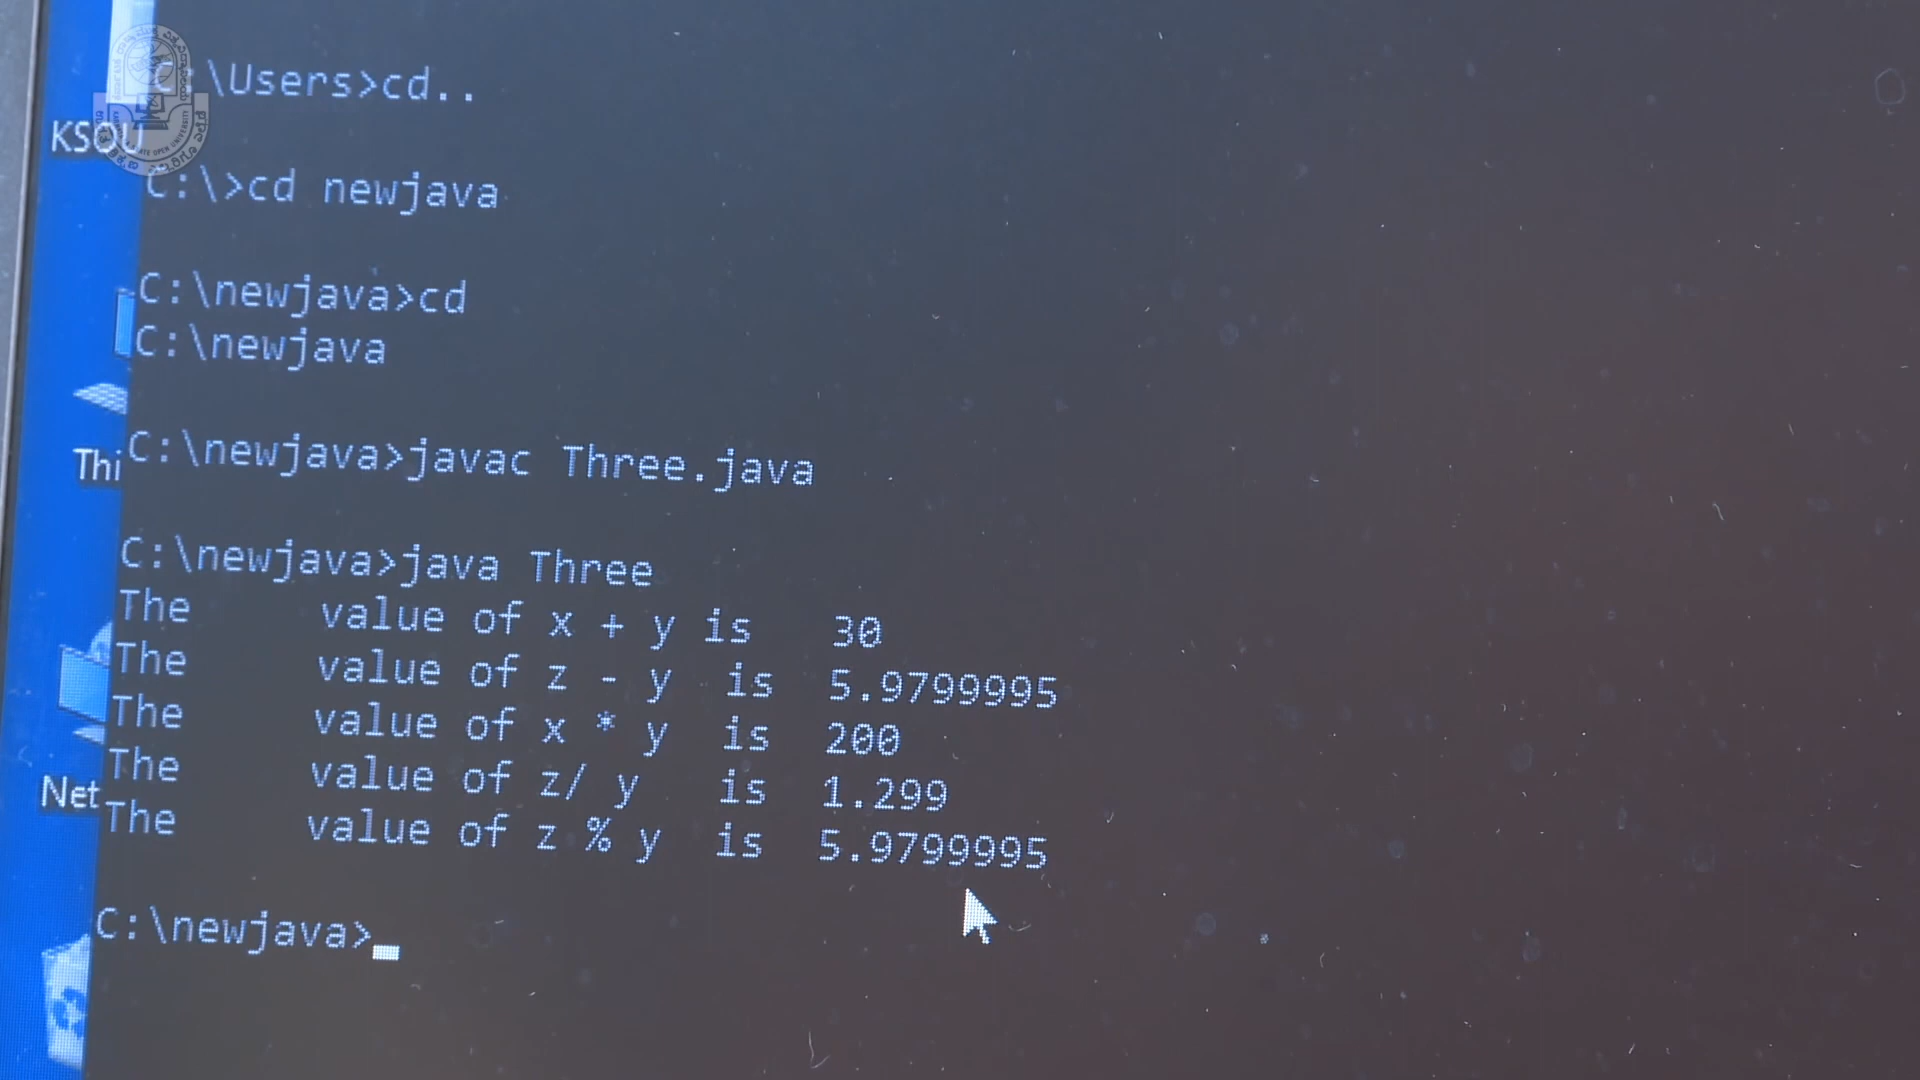 C:\Users>cd..
KSOU
C:\>cd newjava
C:\newjava>cd
C:\newjava
C:\newjava>javac Three.java
Thi
C:\newjava>java Three
The value of x + y is 30
The value of z - y is 5.9799995
The value of x * y is 200
The value of z/ y is 1.299
The value of z % y is 5.9799995
Net
C:\newjava>